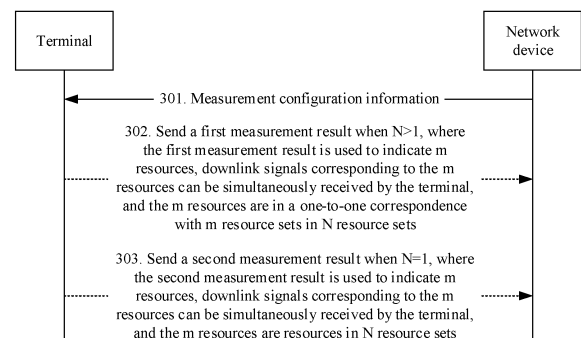 Terminal
Network
device
301. Measurement configuration information
302. Send a first measurement result when N>1, where
the first measurement result is used to indicate m
resources, downlink signals corresponding to the m
resources can be simultaneously received by the terminal,
and the m resources are in a one-to-one correspondence
with m resource sets in N resource sets
303. Send a second measurement result when N=1, where
the second measurement result is used to indicate m
resources, downlink signals corresponding to the m
resources can be simultaneously received by the terminal,
and the m resources are resources in N resource sets